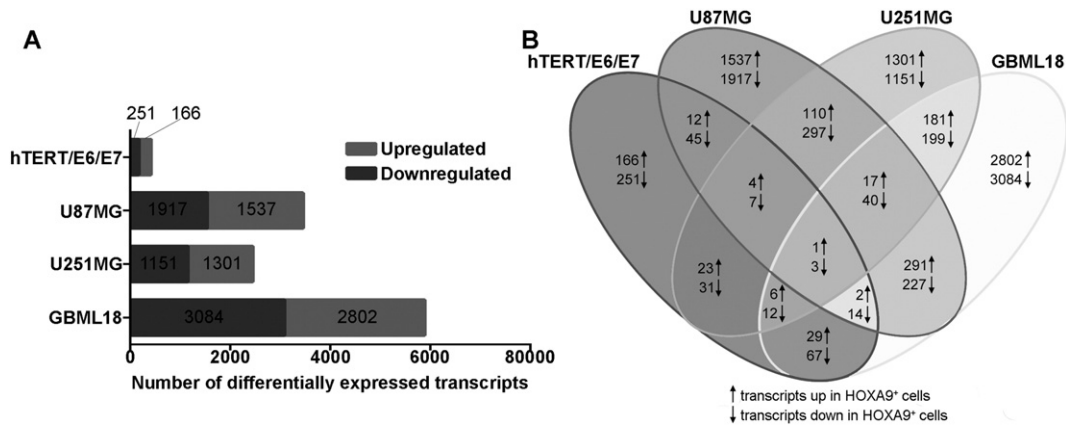 A
251 166
hTERT/E6/E7
Upregulated
Downregulated
U87MG
1917 1537
U251MG
1151 1301
GBML18
3084 2802
0 2000 4000 6000 80000
Number of differentially expressed transcripts
B
U87MG
U251MG
hTERT/E6/E7
GBML18
1537↑
1917↓
1301↑
1151↓
12↑
45↓
110↑
297↓
181↑
199↓
166↑
251↓
2802↑
3084↓
4↑
7↓
17↑
40↓
1↑
3↓
23↑
31↓
291↑
227↓
6↑
12↓
2↑
14↓
29↑
67↓
↑ transcripts up in HOXA9⁺ cells
↓ transcripts down in HOXA9⁺ cells